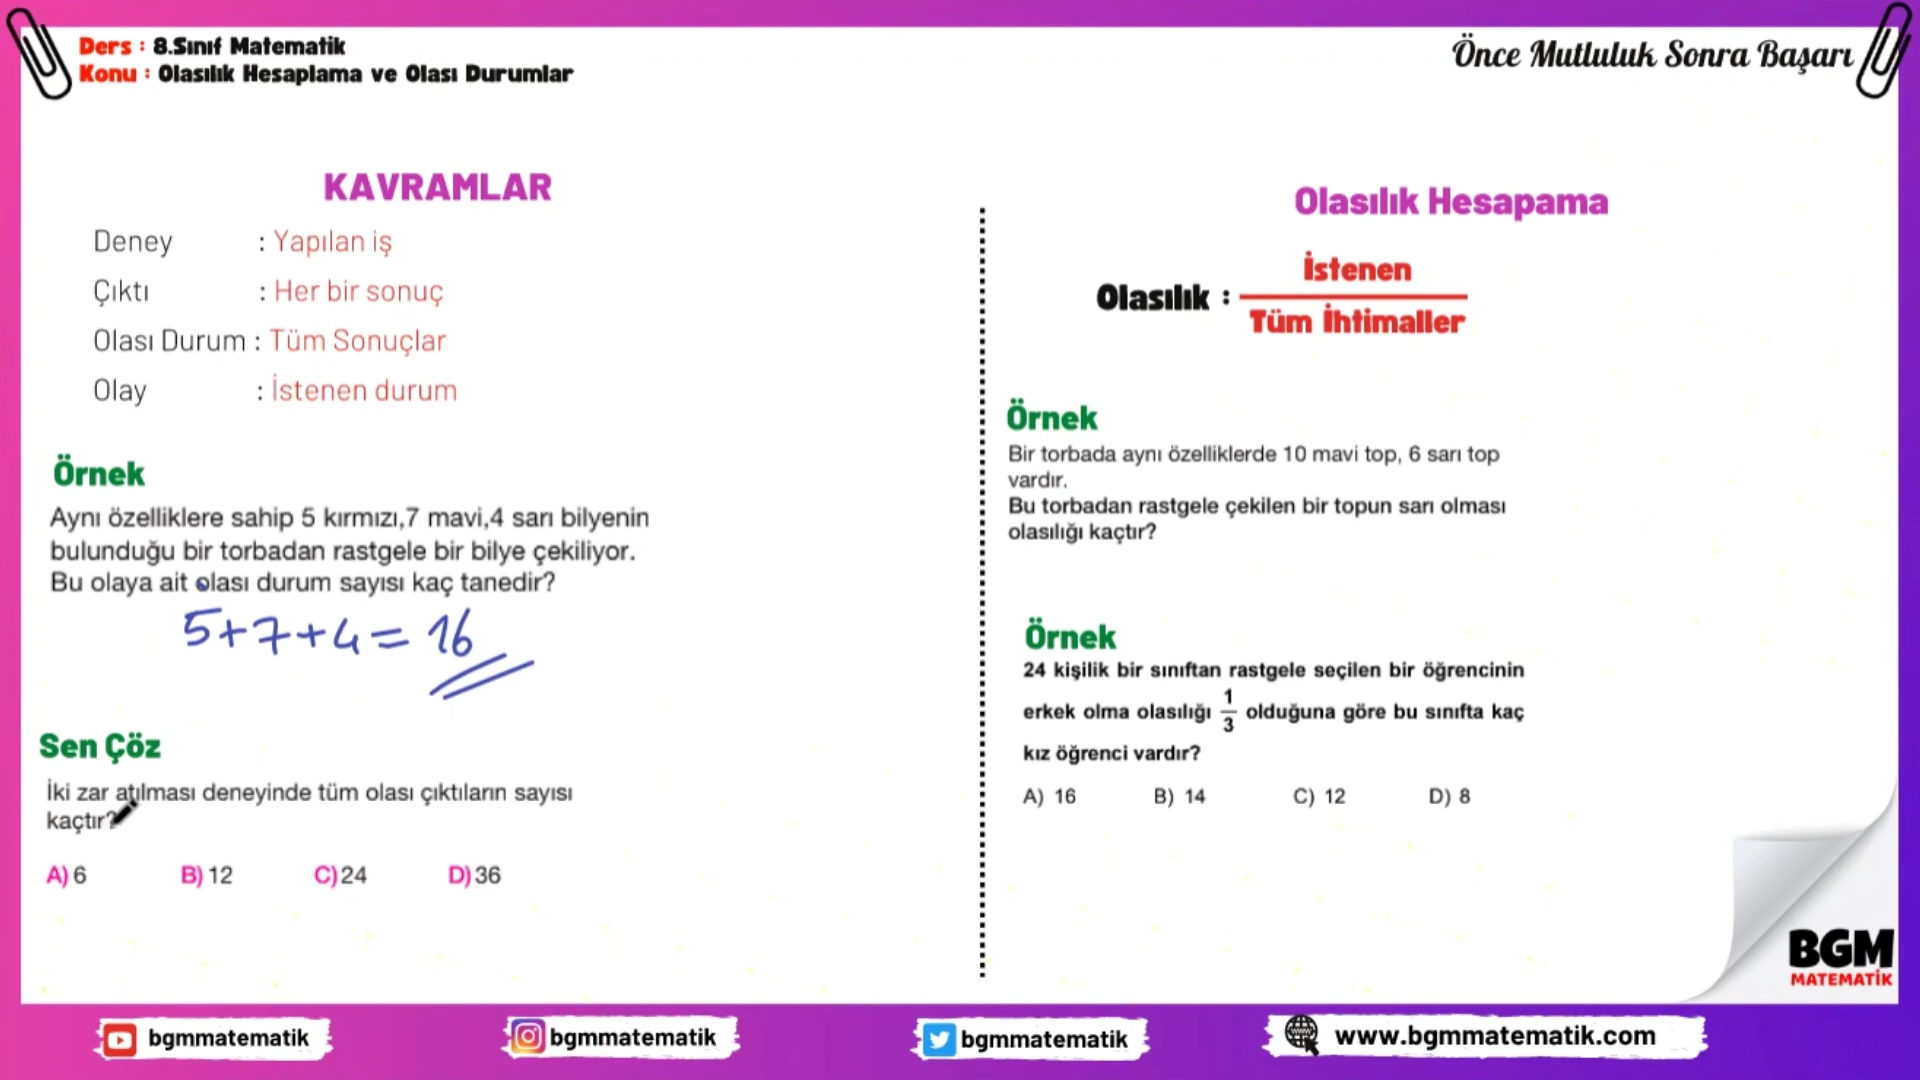 Ders : 8.Sınıf Matematik
Konu : Olasılık Hesaplama ve Olası Durumlar
Önce Mutluluk Sonra Başarı
KAVRAMLAR
Deney : Yapılan iş
Çıktı : Her bir sonuç
Olası Durum : Tüm Sonuçlar
Olay : İstenen durum
Örnek
Aynı özelliklere sahip 5 kırmızı,7 mavi,4 sarı bilyenin
bulunduğu bir torbadan rastgele bir bilye çekiliyor.
Bu olaya ait olası durum sayısı kaç tanedir?
5+7+4=16
Sen Çöz
İki zar atılması deneyinde tüm olası çıktıların sayısı
kaçtır?
A) 6 B) 12 C) 24 D) 36
Olasılık Hesapama
Olasılık : İstenen
Tüm İhtimaller
Örnek
Bir torbada aynı özelliklerde 10 mavi top, 6 sarı top
vardır.
Bu torbadan rastgele çekilen bir topun sarı olması
olasılığı kaçtır?
Örnek
24 kişilik bir sınıftan rastgele seçilen bir öğrencinin
erkek olma olasılığı 1/3 olduğuna göre bu sınıfta kaç
kız öğrenci vardır?
A) 16 B) 14 C) 12 D) 8
BGM
MATEMATİK
bgmmatematik
bgmmatematik
bgmmatematik
www.bgmmatematik.com